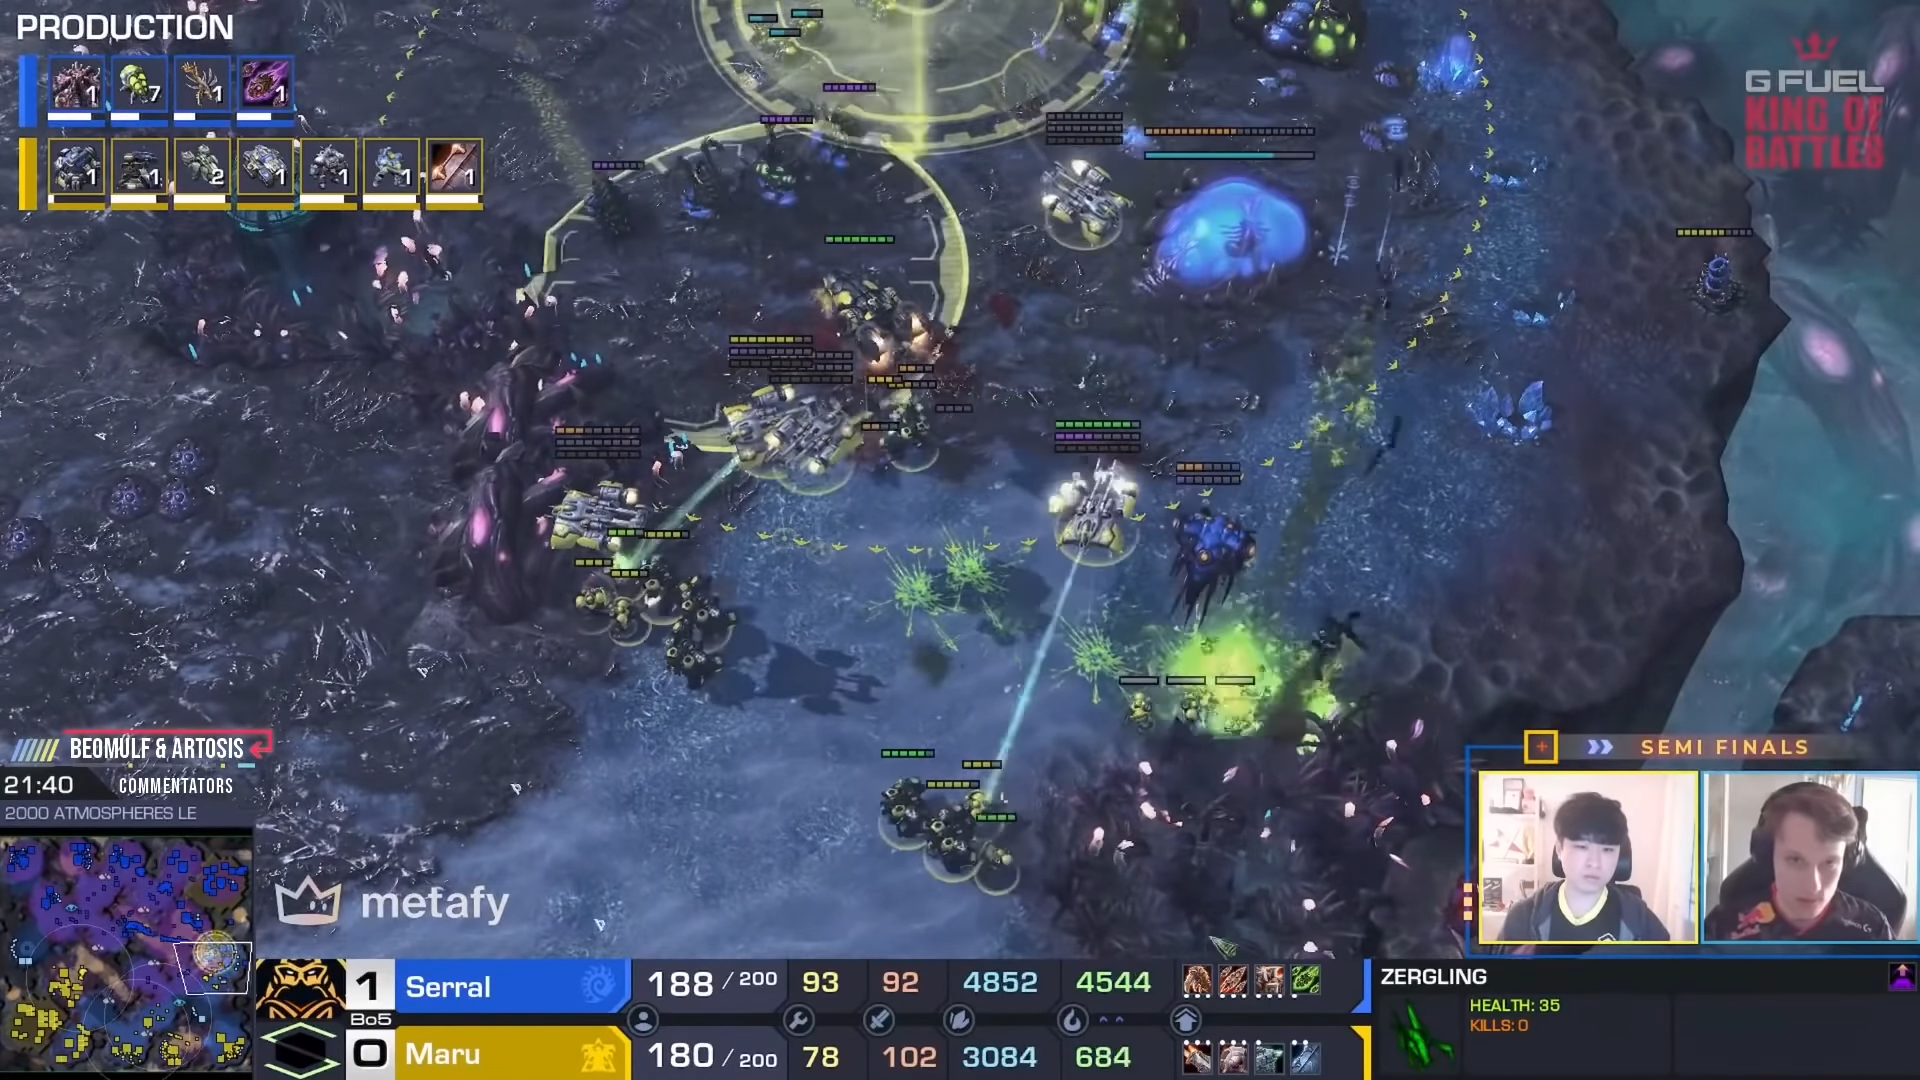 PRODUCTION
1 7 1 1
1 1 2 1 1 1 1
G FUEL
KING OF
BATTLES
BEOMULF & ARTOSIS
21:40 COMMENTATORS
2000 ATMOSPHERES LE
SEMI FINALS
metafy
1 Serral 188 / 200 93 92 4852 4544
Bo5
0 Maru 180 / 200 78 102 3084 684
ZERGLING
HEALTH: 35
KILLS: 0